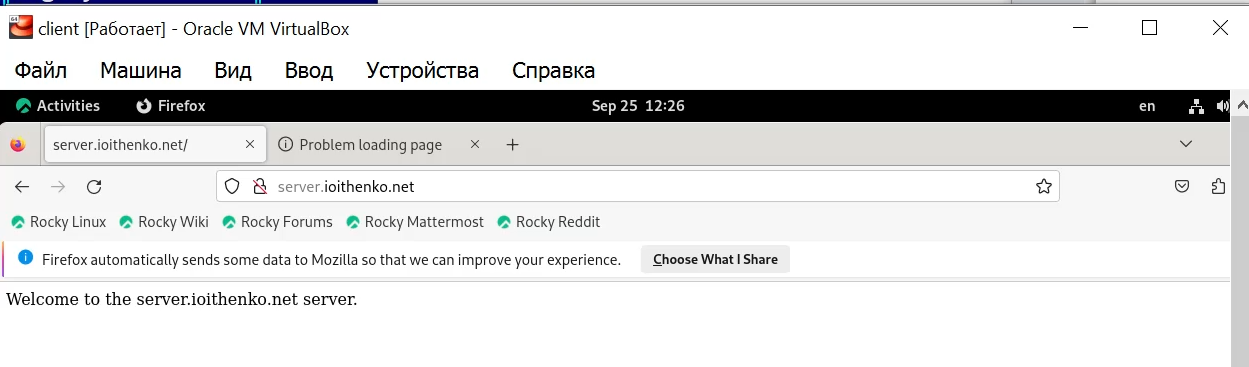 client [Работает] - Oracle VM VirtualBox
Файл Машина Вид Ввод Устройства Справка
Activities Firefox Sep 25 12:26 en
server.ioithenko.net/ Problem loading page
server.ioithenko.net
Rocky Linux Rocky Wiki Rocky Forums Rocky Mattermost Rocky Reddit
Firefox automatically sends some data to Mozilla so that we can improve your experience. Choose What I Share
Welcome to the server.ioithenko.net server.